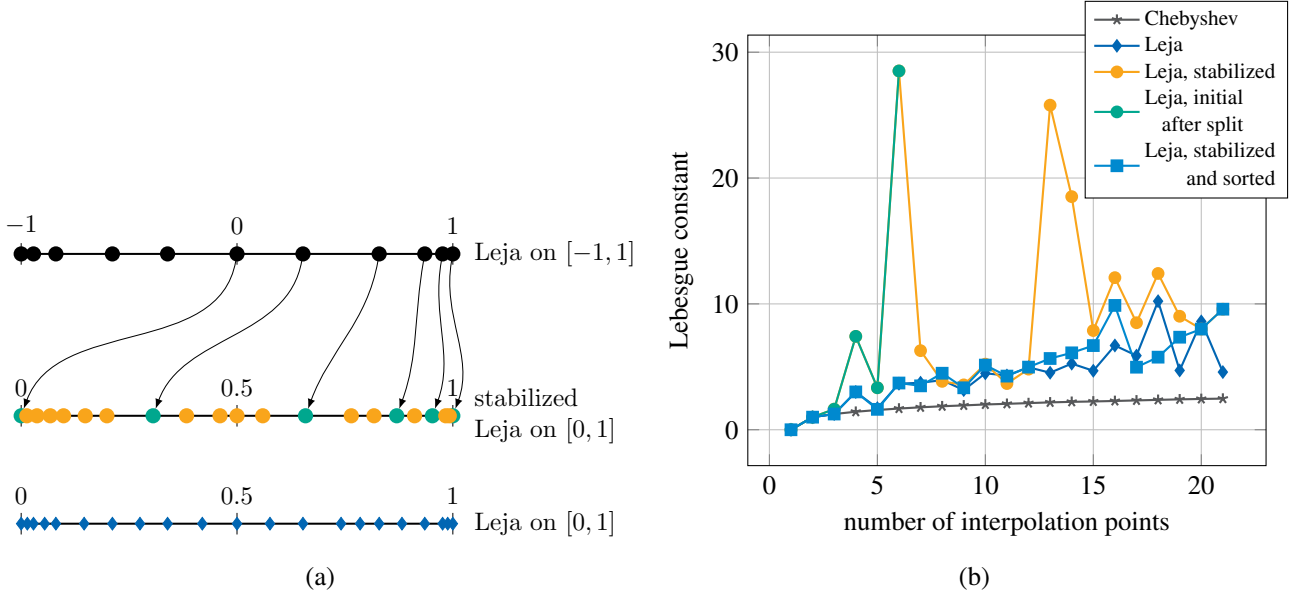 −1
0
1
Leja on [−1, 1]
0
0.5
1
stabilized
Leja on [0, 1]
0
0.5
1
Leja on [0, 1]
(a)
Chebyshev
Leja
Leja, stabilized
Leja, initial
after split
Leja, stabilized
and sorted
30
20
10
0
Lebesgue constant
0
5
10
15
20
number of interpolation points
(b)